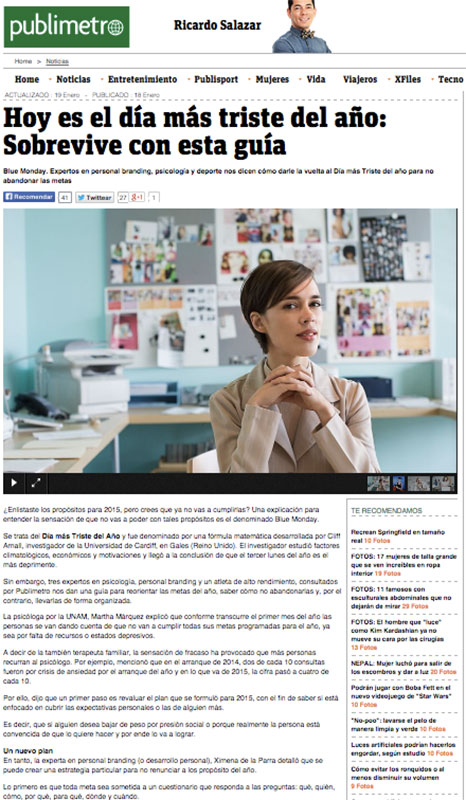 publimetro
Ricardo Salazar
Home > Noticias
Home • Noticias • Entretenimiento • Publisport • Mujeres • Vida Viajeros • XFiles • Tecno
ACTUALIZADO : 19 Enero - PUBLICADO : 18 Enero
Hoy es el día más triste del año:
Sobrevive con esta guía
Blue Monday. Expertos en personal branding, psicología y deporte nos dicen cómo darle la vuelta al Día más Triste del año para no
abandonar las metas
Recomendar 41 Twittear 27 g+1 1
¿Enlistaste los propósitos para 2015, pero crees que ya no vas a cumplirlas? Una explicación para
entender la sensación de que no vas a poder con tales propósitos es el denominado Blue Monday.
Se trata del Día más Triste del Año y fue denominado por una fórmula matemática desarrollada por Cliff
Arnall, investigador de la Universidad de Cardiff, en Gales (Reino Unido). El investigador estudió factores
climatológicos, económicos y motivaciones y llegó a la conclusión de que el tercer lunes del año es el
más deprimente.
Sin embargo, tres expertos en psicología, personal branding y un atleta de alto rendimiento, consultados
por Publimetro nos dan una guía para reorientar las metas del año, saber cómo no abandonarlas y, por el
contrario, llevarlas de forma organizada.
La psicóloga por la UNAM, Martha Márquez explicó que conforme transcurre el primer mes del año las
personas se van dando cuenta de que no van a cumplir todas sus metas programadas para el año, ya
sea por falta de recursos o estados depresivos.
A decir de la también terapeuta familiar, la sensación de fracaso ha provocado que más personas
recurran al psicólogo. Por ejemplo, mencionó que en el arranque de 2014, dos de cada 10 consultas
fueron por crisis de ansiedad por el arranque del año y en lo que va de 2015, la cifra pasó a cuatro de
cada 10.
Por ello, dijo que un primer paso es revaluar el plan que se formuló para 2015, con el fin de saber si está
enfocado en cubrir las expectativas personales o las de alguien más.
Es decir, que si alguien desea bajar de peso por presión social o porque realmente la persona está
convencida de que lo quiere hacer y por ende lo va a lograr.
Un nuevo plan
En tanto, la experta en personal branding (o desarrollo personal), Ximena de la Parra detalló que se
puede crear una estrategia particular para no renunciar a los propósito del año.
Lo primero es que toda meta sea sometida a un cuestionario que responda a las preguntas: qué, quién,
cómo, por qué, para qué, dónde y cuándo.
TE RECOMENDAMOS
Recrean Springfield en tamaño
real 10 Fotos
FOTOS: 17 mujeres de talla grande
que se ven increíbles en ropa
interior 19 Fotos
FOTOS: 11 famosos con
esculturales abdominales que no
dejarán de mirar 29 Fotos
FOTOS: El hombre que "luce"
como Kim Kardashian ya no
mueve su cara por las cirugías
13 Fotos
NEPAL: Mujer luchó para salir de
los escombros y dar a luz 20 Fotos
Podrán jugar con Boba Fett en el
nuevo videojuego de "Star Wars"
10 Fotos
"No-poo": lavarse el pelo de
manera limpia y verde 10 Fotos
Luces artificiales podrían hacerlos
engordar, según estudio 10 Fotos
Cómo evitar los ronquidos o al
menos disminuir su volumen
9 Fotos